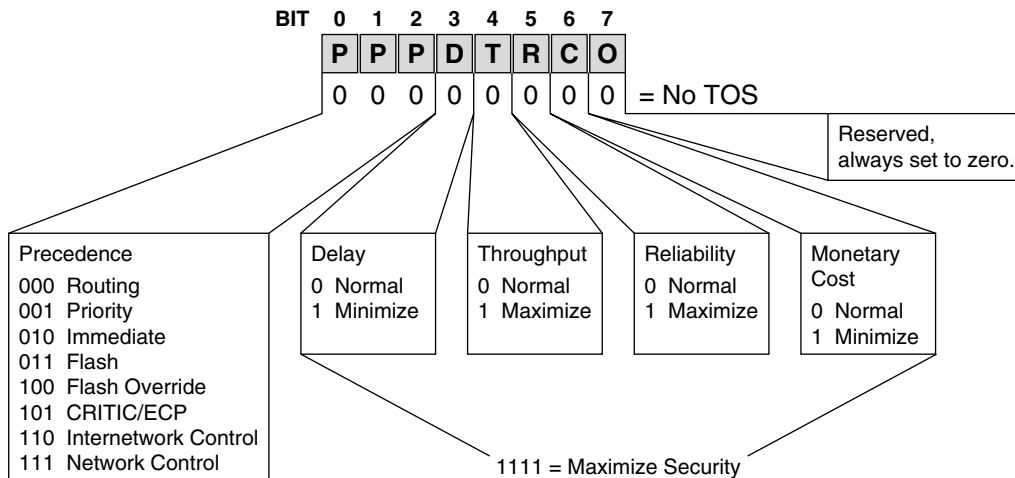 BIT 0 1 2 3 4 5 6 7
P P P D T R C O
0 0 0 0 0 0 0 0 = No TOS
Reserved,
always set to zero.
Precedence
000 Routing
001 Priority
010 Immediate
011 Flash
100 Flash Override
101 CRITIC/ECP
110 Internetwork Control
111 Network Control
Delay
0 Normal
1 Minimize
Throughput
0 Normal
1 Maximize
Reliability
0 Normal
1 Maximize
Monetary
Cost
0 Normal
1 Minimize
1111 = Maximize Security